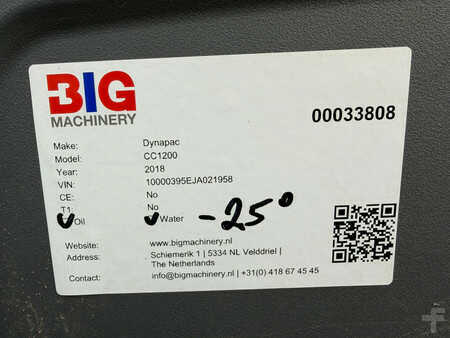 BIG
MACHINERY
00033808
Make: Dynapac
Model: CC1200
Year: 2018
VIN: 10000395EJA021958
CE: No
T1: No
Oil Water -25°
Website: www.bigmachinery.nl
Address: Schiemerik 1 | 5334 NL Velddriel |
The Netherlands
Contact: info@bigmachinery.nl | +31(0) 418 67 45 45